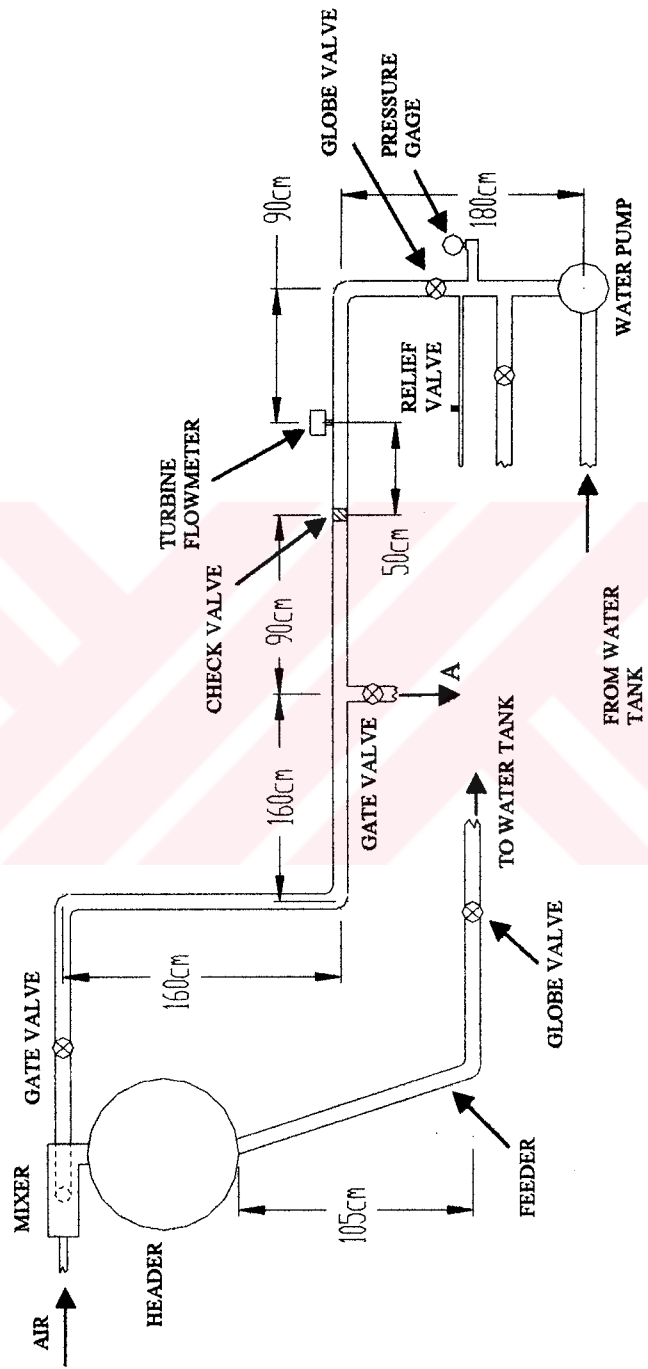 AIR
MIXER
GATE VALVE
HEADER
160cm
105cm
FEEDER
GLOBE VALVE
TO WATER TANK
160cm
GATE VALVE
A
90cm
CHECK VALVE
TURBINE
FLOWMETER
50cm
90cm
RELIEF
VALVE
GLOBE VALVE
PRESSURE
GAGE
180cm
WATER PUMP
FROM WATER
TANK